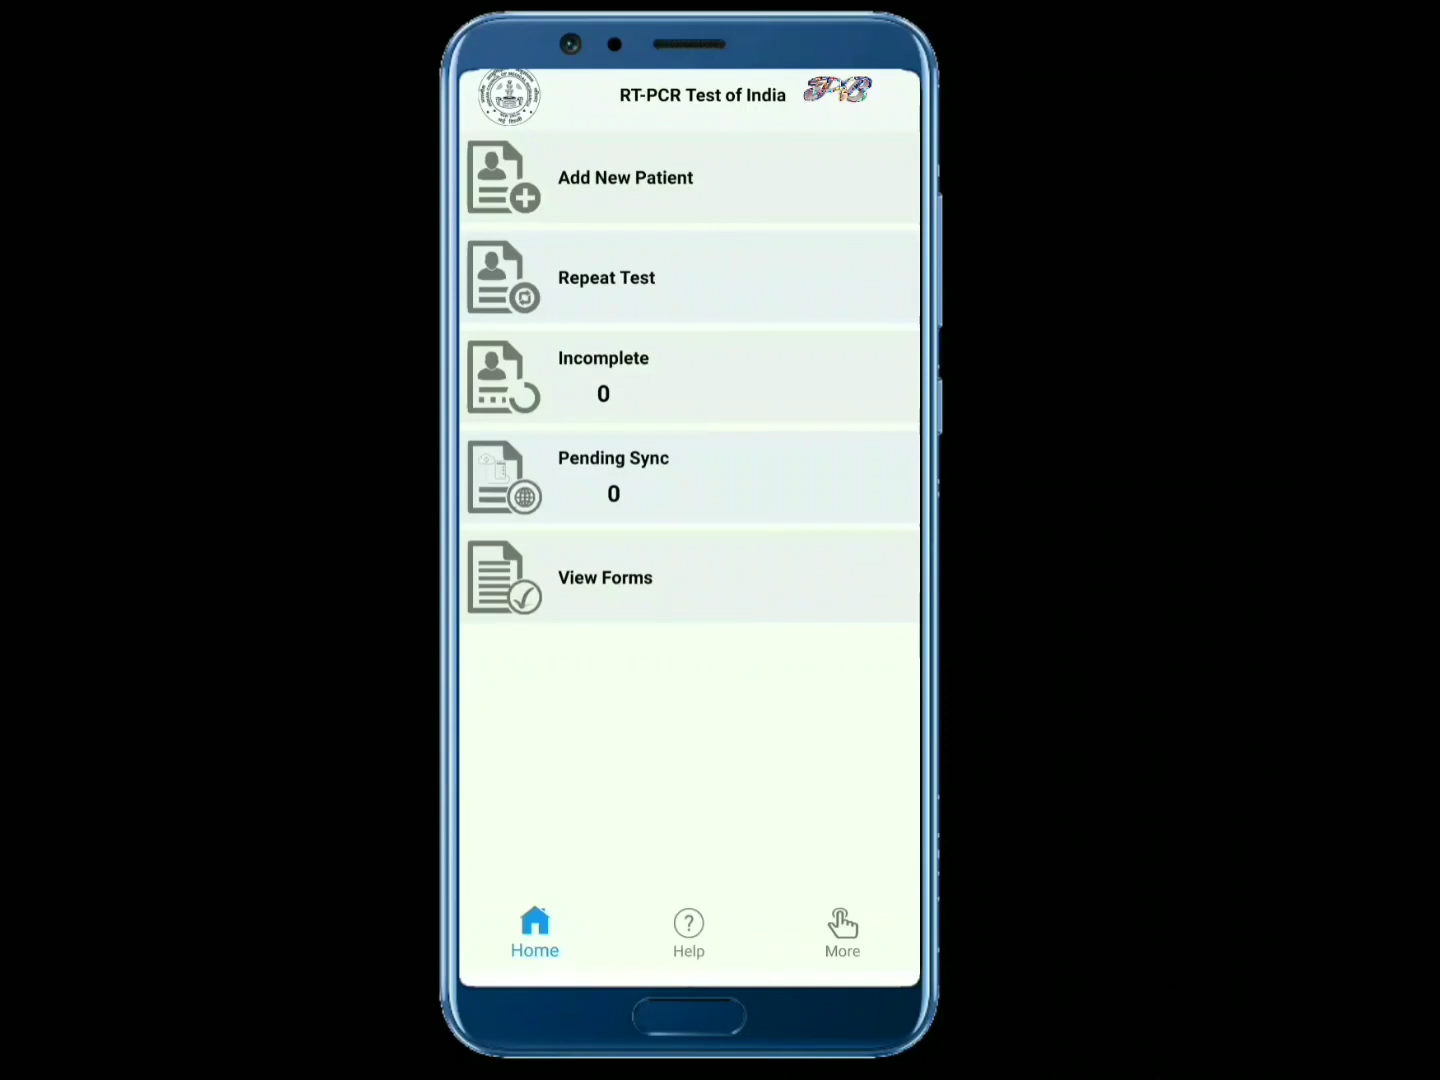 RT-PCR Test of India
Add New Patient
Repeat Test
Incomplete
0
Pending Sync
0
View Forms
Home
Help
More